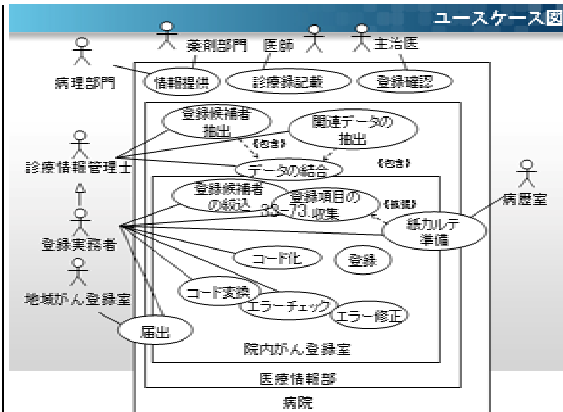 ユースケース図
薬剤部門
医師
主治医
病理部門
情報提供
診療録記載
登録確認
登録候補者
抽出
関連データの
抽出
《包含》
《包含》
データの結合
診療情報管理士
登録候補者
の絞込
登録項目の
収集
33-73
《拡張》
紙カルテ
準備
病歴室
登録実務者
コード化
登録
地域がん登録室
コード変換
エラーチェック
エラー修正
届出
院内がん登録室
医療情報部
病院